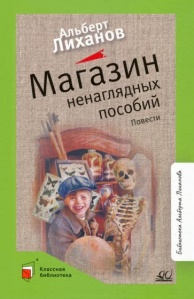 Альберт
Лиханов
Магазин
ненаглядных
пособий
Повести
Классная
библиотека
Библиотека Альберта Лиханова